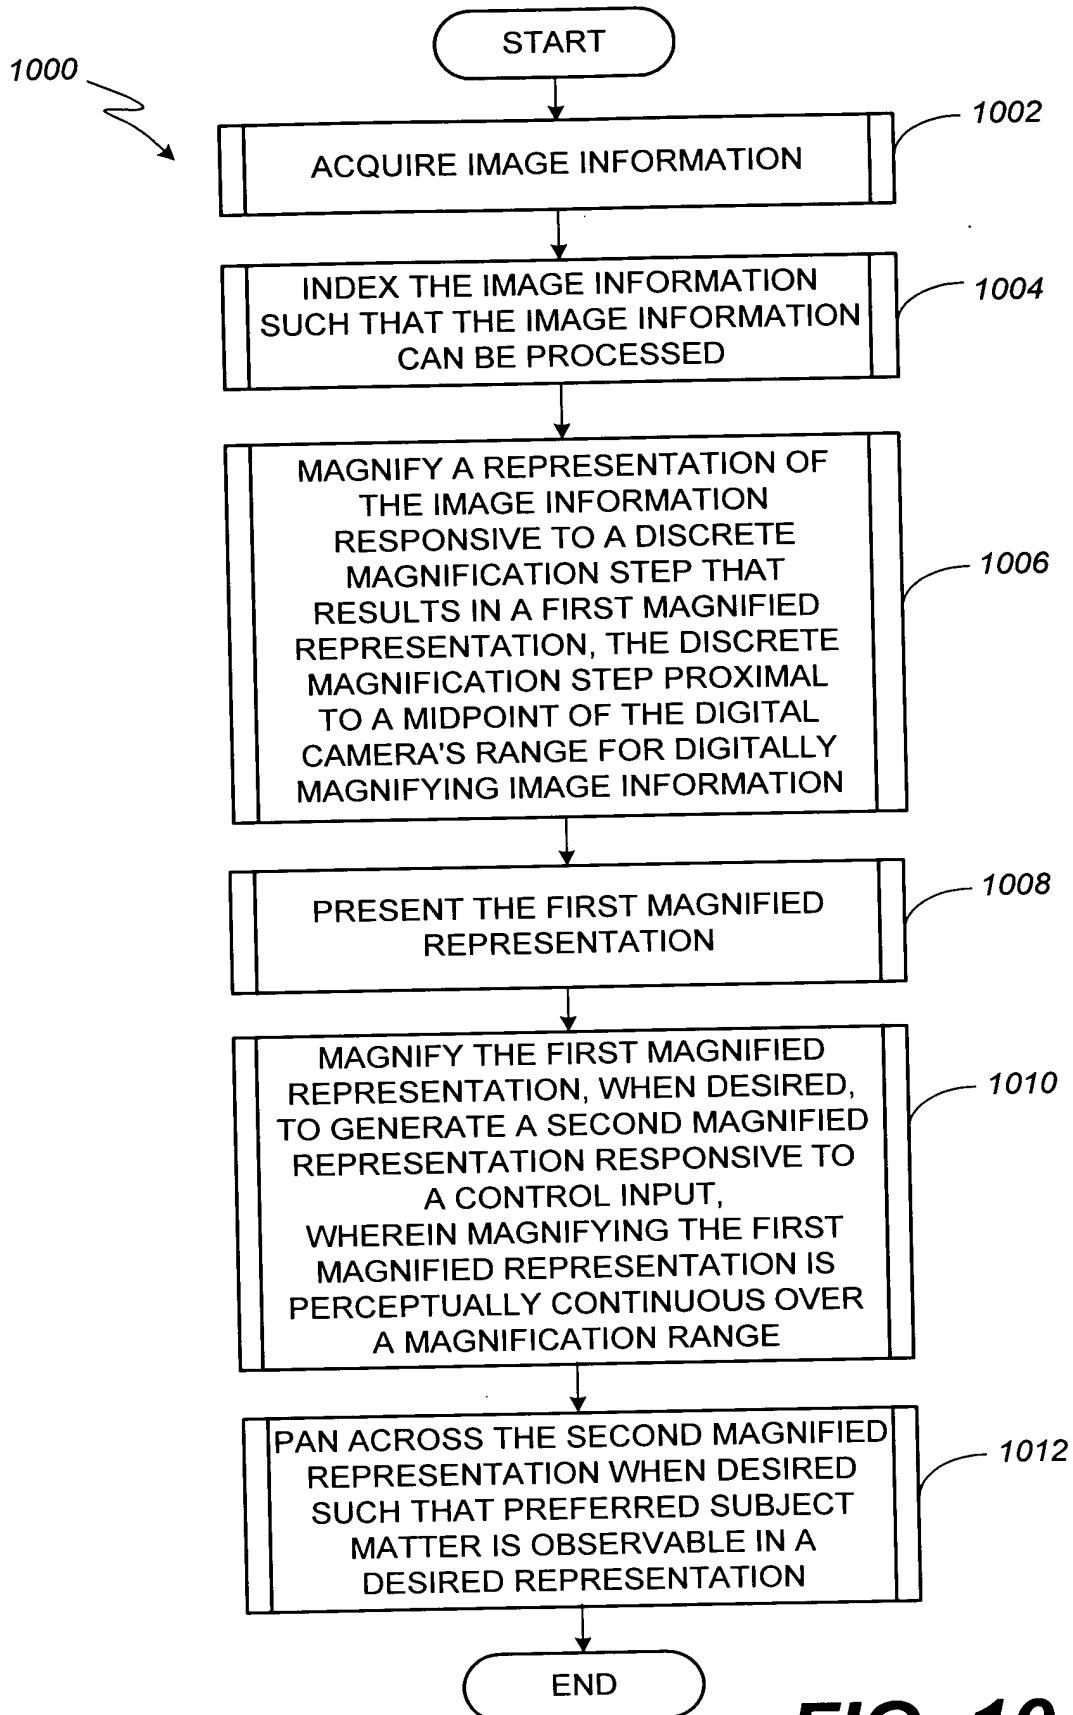 START
1000
1002
ACQUIRE IMAGE INFORMATION
INDEX THE IMAGE INFORMATION
SUCH THAT THE IMAGE INFORMATION
CAN BE PROCESSED
1004
MAGNIFY A REPRESENTATION OF
THE IMAGE INFORMATION
RESPONSIVE TO A DISCRETE
MAGNIFICATION STEP THAT
RESULTS IN A FIRST MAGNIFIED
REPRESENTATION, THE DISCRETE
MAGNIFICATION STEP PROXIMAL
TO A MIDPOINT OF THE DIGITAL
CAMERA'S RANGE FOR DIGITALLY
MAGNIFYING IMAGE INFORMATION
1006
PRESENT THE FIRST MAGNIFIED
REPRESENTATION
1008
MAGNIFY THE FIRST MAGNIFIED
REPRESENTATION, WHEN DESIRED,
TO GENERATE A SECOND MAGNIFIED
REPRESENTATION RESPONSIVE TO
A CONTROL INPUT,
WHEREIN MAGNIFYING THE FIRST
MAGNIFIED REPRESENTATION IS
PERCEPTUALLY CONTINUOUS OVER
A MAGNIFICATION RANGE
1010
PAN ACROSS THE SECOND MAGNIFIED
REPRESENTATION WHEN DESIRED
SUCH THAT PREFERRED SUBJECT
MATTER IS OBSERVABLE IN A
DESIRED REPRESENTATION
1012
END
FIG. 10